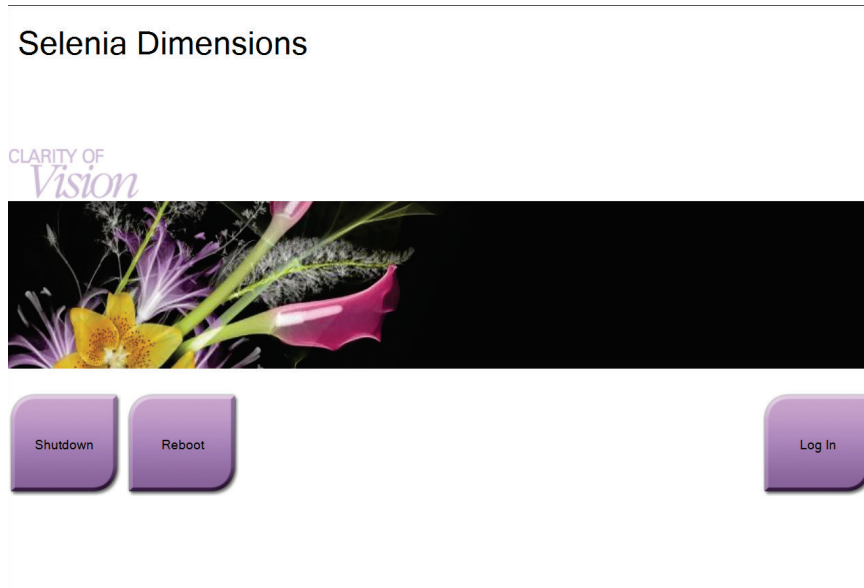 Selenia Dimensions
CLARITY OF
Vision
Shutdown
Reboot
Log In